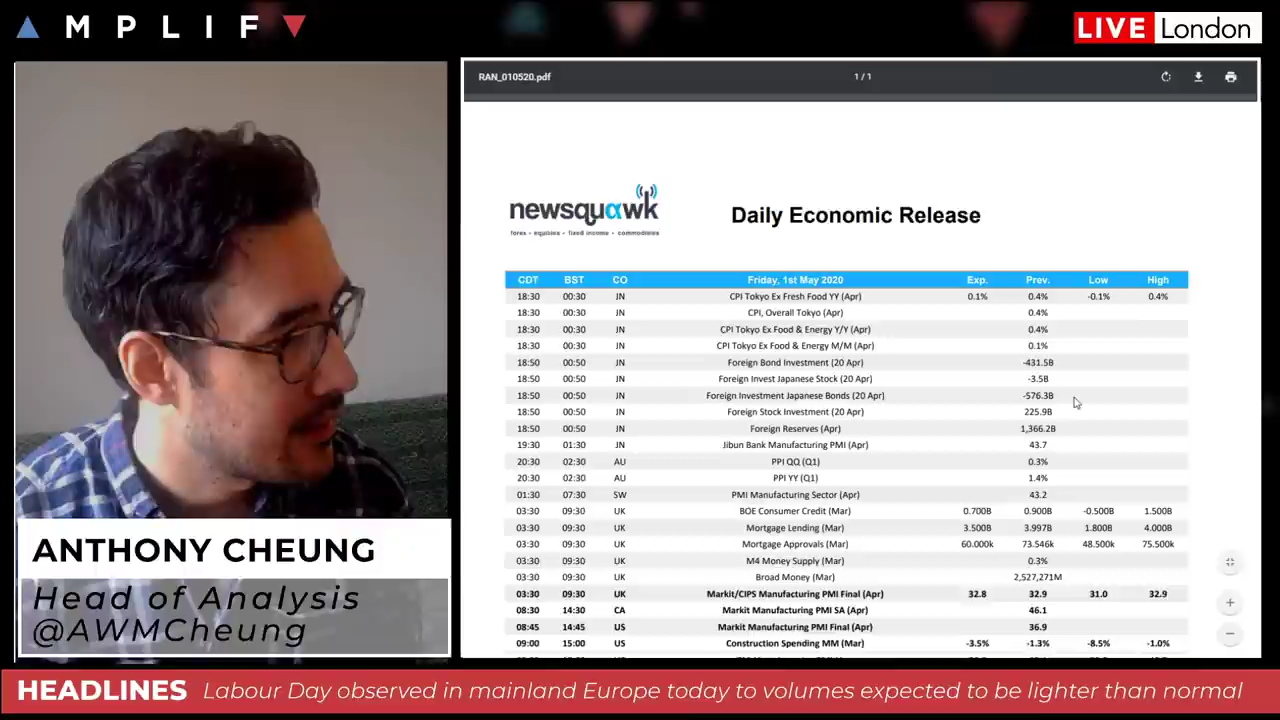 AMPLIFY
LIVE London
RAN_010520.pdf
1 / 1
newsquawk
forex - equities - fixed income - commodities
Daily Economic Release
CDT BST CO Friday, 1st May 2020 Exp. Prev. Low High
18:30 00:30 JN CPI Tokyo Ex Fresh Food YY (Apr) 0.1% 0.4% -0.1% 0.4%
18:30 00:30 JN CPI, Overall Tokyo (Apr) 0.4%
18:30 00:30 JN CPI Tokyo Ex Food & Energy Y/Y (Apr) 0.4%
18:30 00:30 JN CPI Tokyo Ex Food & Energy M/M (Apr) 0.1%
18:50 00:50 JN Foreign Bond Investment (20 Apr) -431.5B
18:50 00:50 JN Foreign Invest Japanese Stock (20 Apr) -3.5B
18:50 00:50 JN Foreign Investment Japanese Bonds (20 Apr) -576.3B
18:50 00:50 JN Foreign Stock Investment (20 Apr) 225.9B
18:50 00:50 JN Foreign Reserves (Apr) 1,366.2B
19:30 01:30 JN Jibun Bank Manufacturing PMI (Apr) 43.7
20:30 02:30 AU PPI QQ (Q1) 0.3%
20:30 02:30 AU PPI YY (Q1) 1.4%
01:30 07:30 SW PMI Manufacturing Sector (Apr) 43.2
03:30 09:30 UK BOE Consumer Credit (Mar) 0.700B 0.900B -0.500B 1.500B
03:30 09:30 UK Mortgage Lending (Mar) 3.500B 3.997B 1.800B 4.000B
03:30 09:30 UK Mortgage Approvals (Mar) 60.000k 73.546k 48.500k 75.500k
03:30 09:30 UK M4 Money Supply (Mar) 0.3%
03:30 09:30 UK Broad Money (Mar) 2,527,271M
03:30 09:30 UK Markit/CIPS Manufacturing PMI Final (Apr) 32.8 32.9 31.0 32.9
08:30 14:30 CA Markit Manufacturing PMI SA (Apr) 46.1
08:45 14:45 US Markit Manufacturing PMI Final (Apr) 36.9
09:00 15:00 US Construction Spending MM (Mar) -3.5% -1.3% -8.5% -1.0%
ANTHONY CHEUNG
Head of Analysis
@AWMCheung
HEADLINES Labour Day observed in mainland Europe today to volumes expected to be lighter than normal